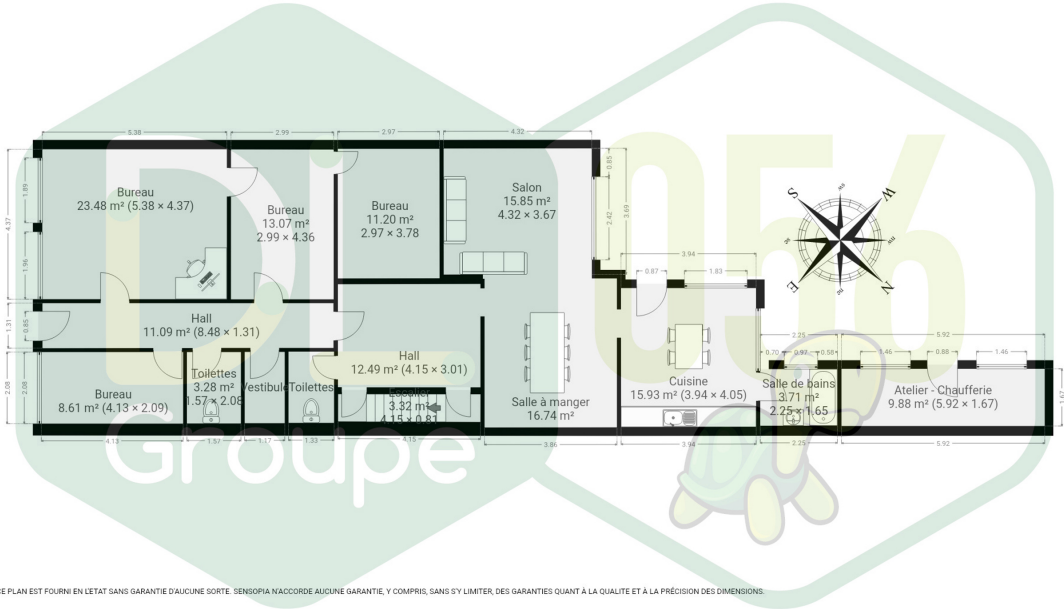 Di
056
Groupe
5.38
2.99
2.97
4.32
4.37
1.89
1.96
Bureau
23.48 m² (5.38 × 4.37)
Bureau
13.07 m²
2.99 × 4.36
Bureau
11.20 m²
2.97 × 3.78
Salon
15.85 m²
4.32 × 3.67
0.85
2.42
3.69
S
W
E
N
3.94
0.87
1.83
1.31
0.85
Hall
11.09 m² (8.48 × 1.31)
Hall
12.49 m² (4.15 × 3.01)
2.08
2.08
Bureau
8.61 m² (4.13 × 2.09)
Toilettes
3.28 m²
1.57 × 2.08
Vestibule
Toilettes
Escalier
3.32 m²
4.15 × 0.81
Salle à manger
16.74 m²
Cuisine
15.93 m² (3.94 × 4.05)
2.25
0.70
0.97
0.58
Salle de bains
3.71 m²
2.25 × 1.65
5.92
1.46
0.88
1.46
Atelier - Chaufferie
9.88 m² (5.92 × 1.67)
1.67
4.13
1.57
1.17
1.33
4.15
3.86
3.94
2.25
5.92
CE PLAN EST FOURNI EN L'ETAT SANS GARANTIE D'AUCUNE SORTE. SENSOPIA N'ACCORDE AUCUNE GARANTIE, Y COMPRIS, SANS S'Y LIMITER, DES GARANTIES QUANT À LA QUALITE ET À LA PRÉCISION DES DIMENSIONS.